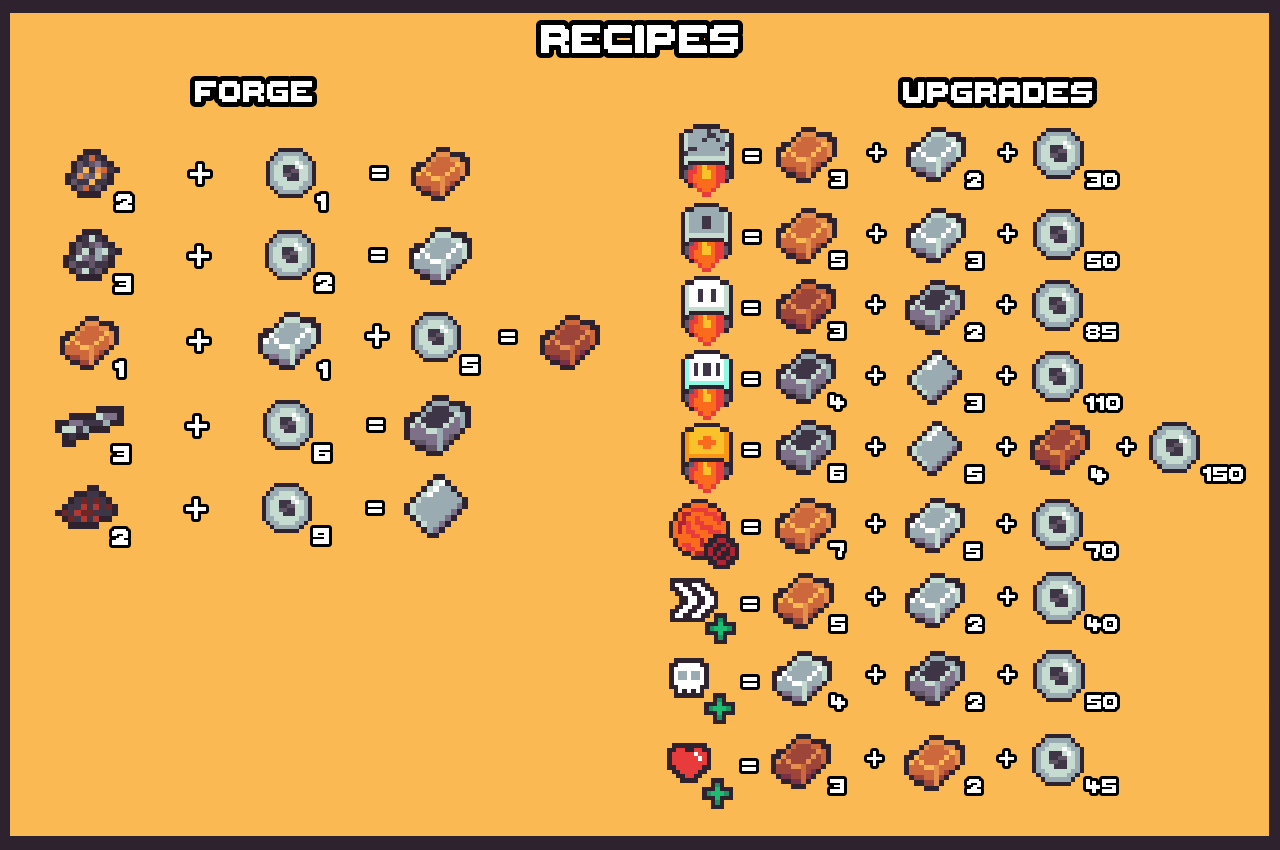 RECIPES
FORGE
2 + 1 =
3 + 2 =
1 + 1 + 5 =
3 + 6 =
2 + 9 =
UPGRADES
= 3 + 2 + 30
= 5 + 3 + 50
= 3 + 2 + 85
= 4 + 3 + 110
= 6 + 5 + 4 + 150
= 7 + 5 + 70
= 5 + 2 + 40
= 4 + 2 + 50
= 3 + 2 + 45